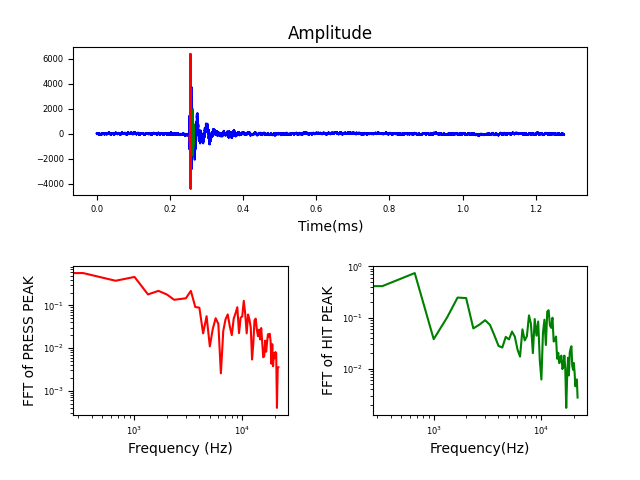 Amplitude
6000
4000
2000
0
−2000
−4000
0.0 0.2 0.4 0.6 0.8 1.0 1.2
Time(ms)
FFT of PRESS PEAK
10⁻¹
10⁻²
10⁻³
10³ 10⁴
Frequency (Hz)
FFT of HIT PEAK
10⁰
10⁻¹
10⁻²
10³ 10⁴
Frequency(Hz)